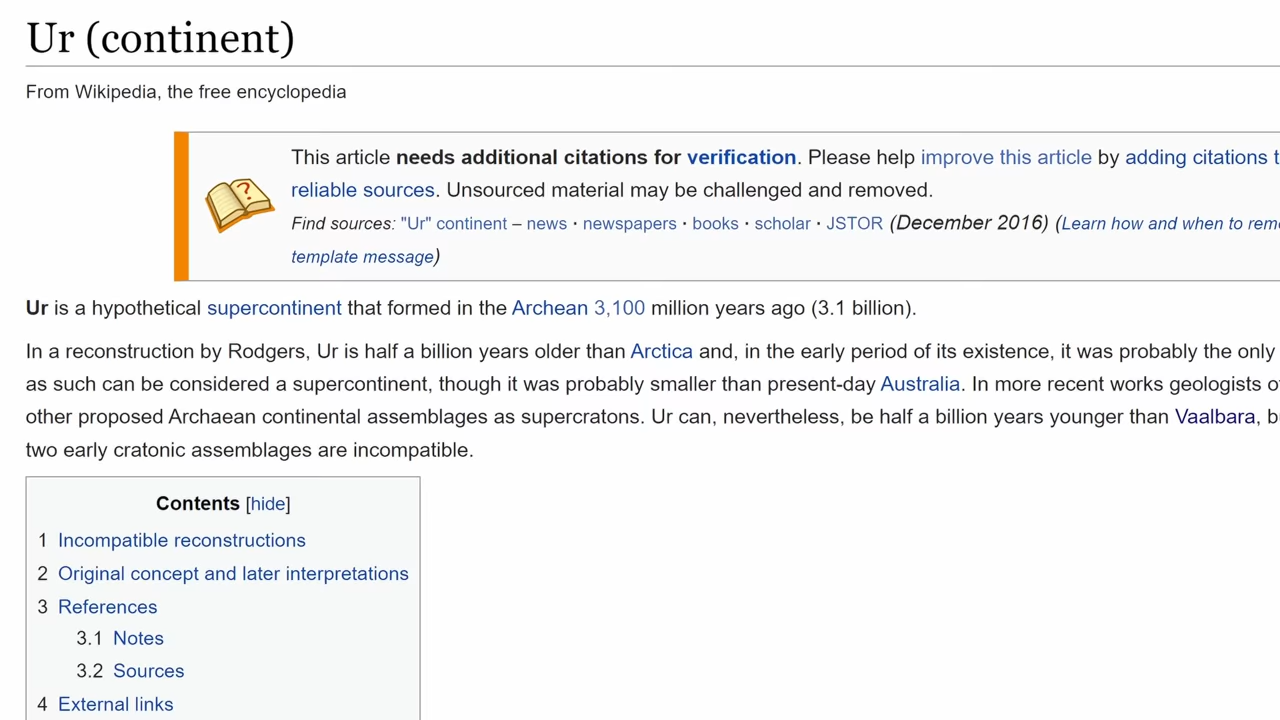 Ur (continent)
From Wikipedia, the free encyclopedia
This article needs additional citations for verification. Please help improve this article by adding citations t
reliable sources. Unsourced material may be challenged and removed.
Find sources: "Ur" continent – news · newspapers · books · scholar · JSTOR (December 2016) (Learn how and when to remo
template message)
Ur is a hypothetical supercontinent that formed in the Archean 3,100 million years ago (3.1 billion).
In a reconstruction by Rodgers, Ur is half a billion years older than Arctica and, in the early period of its existence, it was probably the only
as such can be considered a supercontinent, though it was probably smaller than present-day Australia. In more recent works geologists o
other proposed Archaean continental assemblages as supercratons. Ur can, nevertheless, be half a billion years younger than Vaalbara, b
two early cratonic assemblages are incompatible.
Contents [hide]
1 Incompatible reconstructions
2 Original concept and later interpretations
3 References
3.1 Notes
3.2 Sources
4 External links